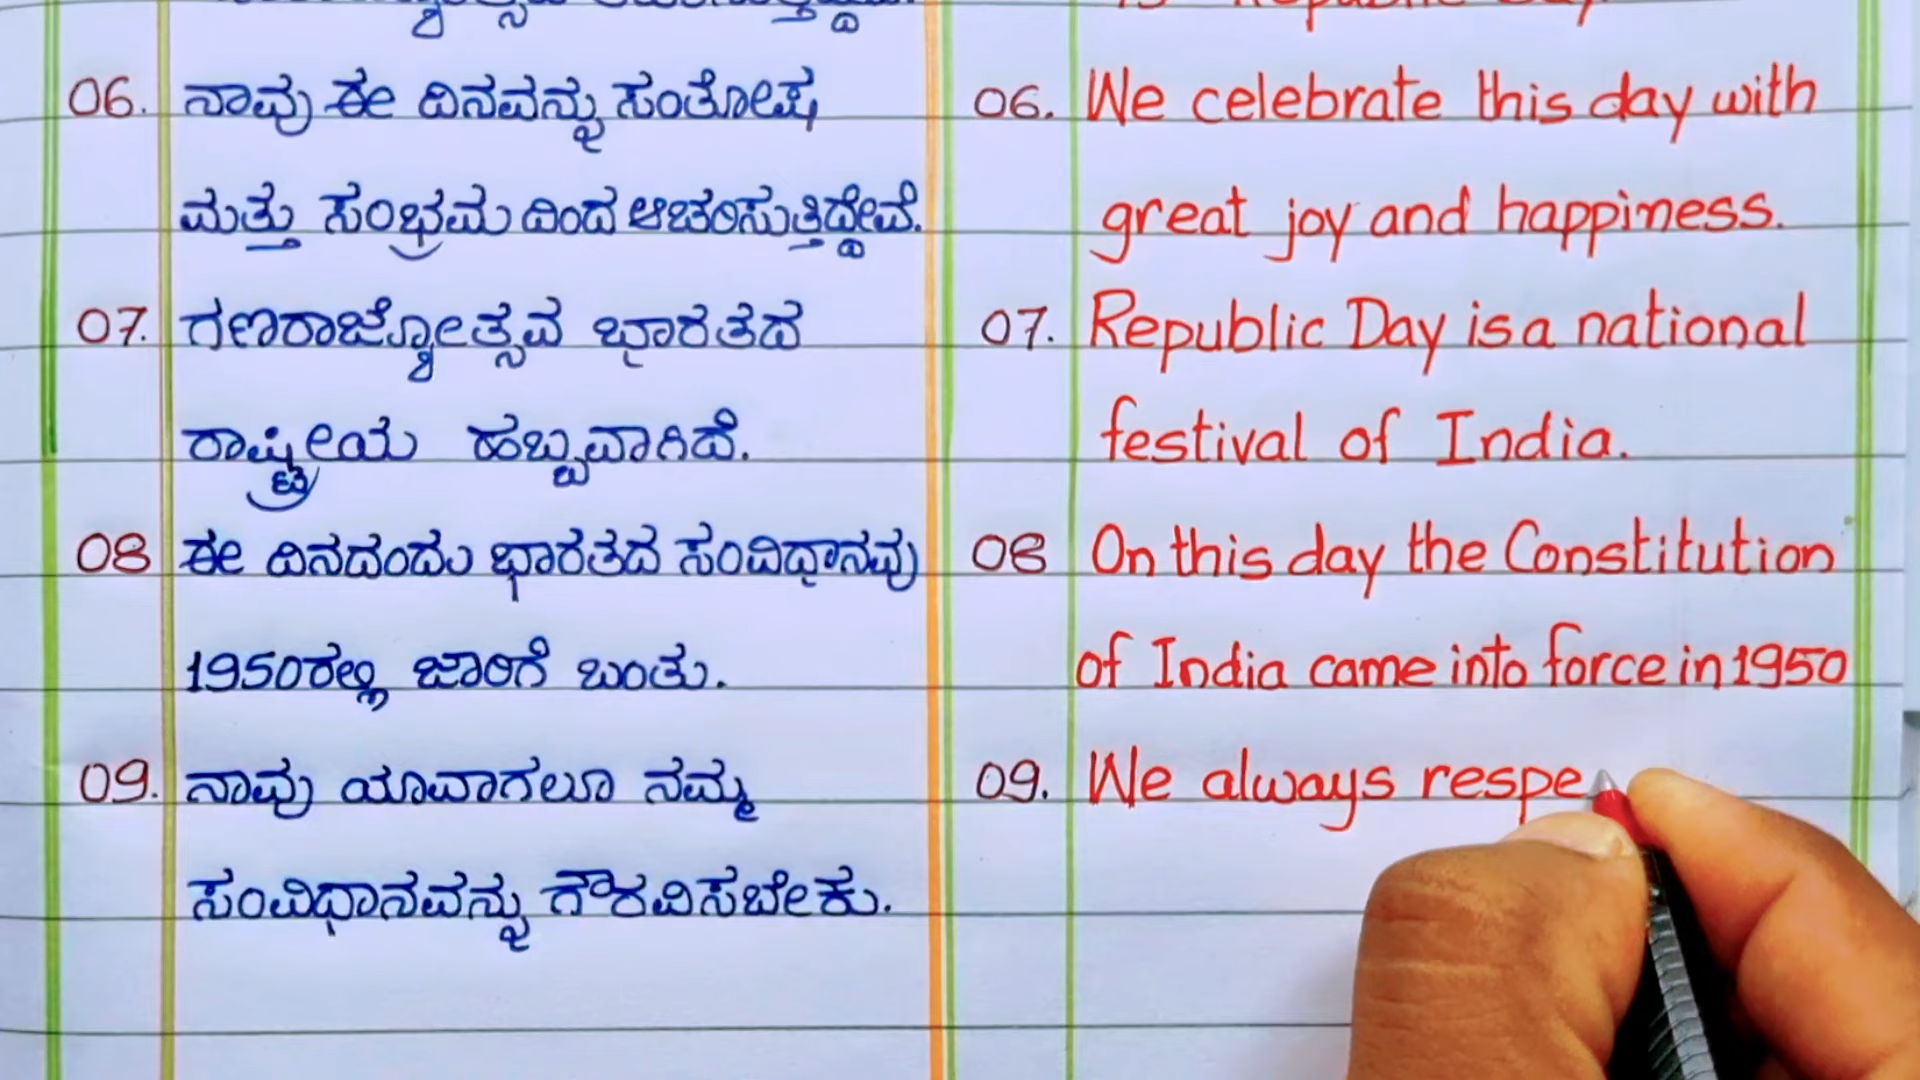 06. ನಾವು ಈ ದಿನವನ್ನು ಸಂತೋಷ
ಮತ್ತು ಸಂಭ್ರಮ ದಿಂದ ಆಚರಿಸುತ್ತಿದ್ದೇವೆ.
07. ಗಣರಾಜ್ಯೋತ್ಸವ ಭಾರತದ
ರಾಷ್ಟ್ರೀಯ ಹಬ್ಬವಾಗಿದೆ.
08 ಈ ದಿನದಂದು ಭಾರತದ ಸಂವಿಧಾನವು
1950ರಲ್ಲಿ ಜಾರಿಗೆ ಬಂತು.
09. ನಾವು ಯಾವಾಗಲೂ ನಮ್ಮ
ಸಂವಿಧಾನವನ್ನು ಗೌರವಿಸಬೇಕು.
Republic Day.
06. We celebrate this day with
great joy and happiness.
07. Republic Day is a national
festival of India.
08 On this day the Constitution
of India came into force in 1950
09. We always respe